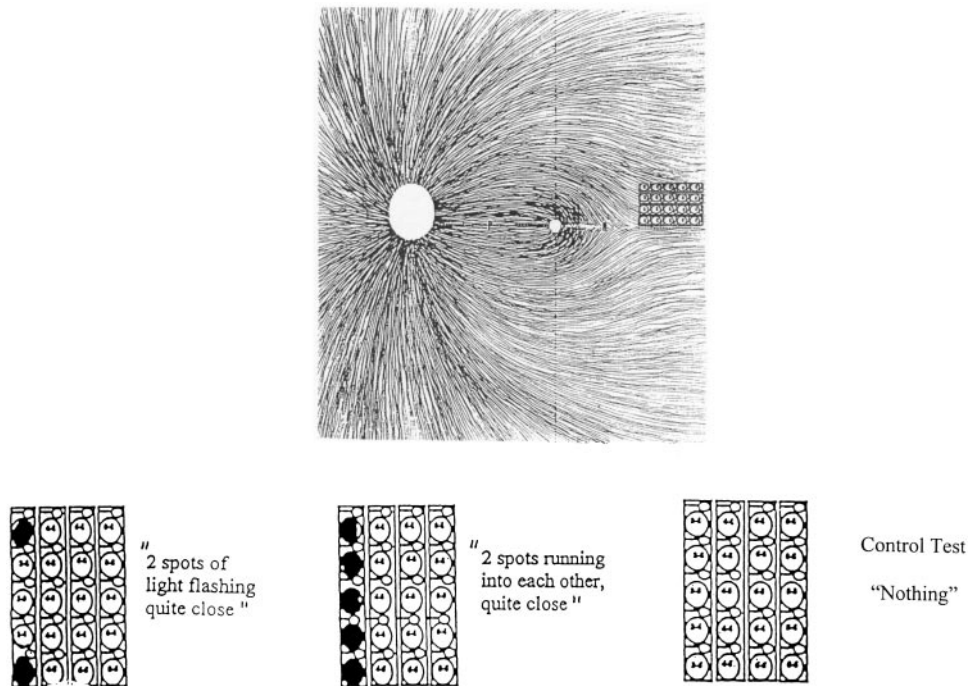 "
2 spots of
light flashing
quite close "
"
2 spots running
into each other,
quite close "
Control Test
“Nothing”